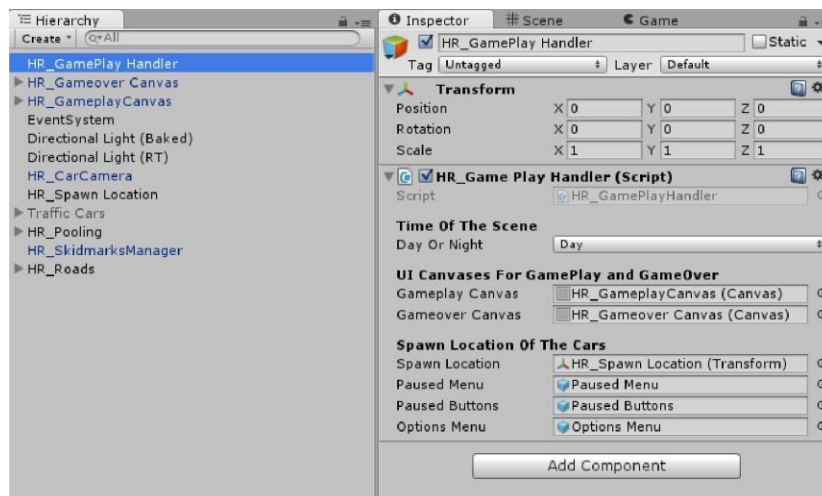 Hierarchy
Create
All
HR_GamePlay Handler
HR_Gameover Canvas
HR_GameplayCanvas
EventSystem
Directional Light (Baked)
Directional Light (RT)
HR_CarCamera
HR_Spawn Location
Traffic Cars
HR_Pooling
HR_SkidmarksManager
HR_Roads
Inspector
Scene
Game
HR_GamePlay Handler
Static
Tag Untagged Layer Default
Transform
Position X 0 Y 0 Z 0
Rotation X 0 Y 0 Z 0
Scale X 1 Y 1 Z 1
HR_Game Play Handler (Script)
Script HR_GamePlayHandler
Time Of The Scene
Day Or Night Day
UI Canvases For GamePlay and GameOver
Gameplay Canvas HR_GameplayCanvas (Canvas)
Gameover Canvas HR_Gameover Canvas (Canvas)
Spawn Location Of The Cars
Spawn Location HR_Spawn Location (Transform)
Paused Menu Paused Menu
Paused Buttons Paused Buttons
Options Menu Options Menu
Add Component